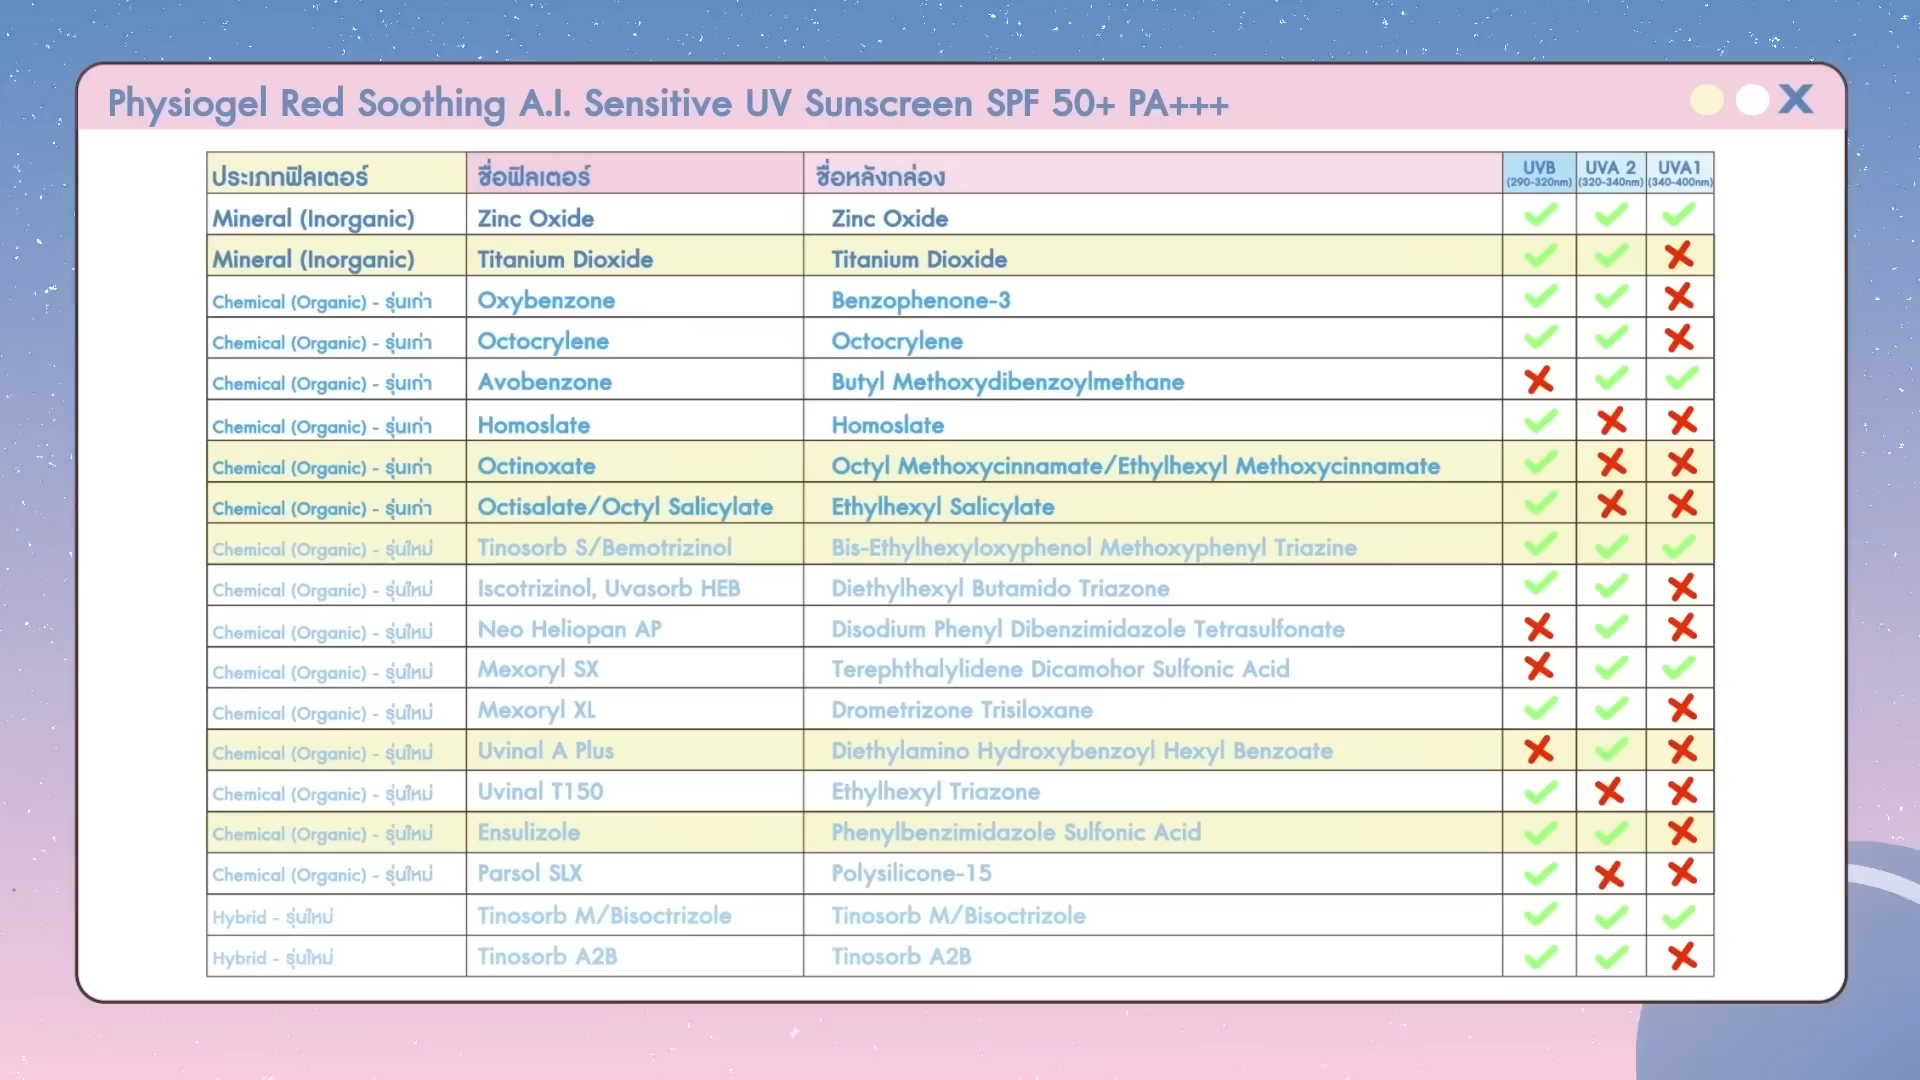 Physiogel Red Soothing A.I. Sensitive UV Sunscreen SPF 50+ PA+++ X
ประเภทฟิลเตอร์ ชื่อฟิลเตอร์ ชื่อหลังกล่อง UVB (290-320nm) UVA 2 (320-340nm) UVA1 (340-400nm)
Mineral (Inorganic) Zinc Oxide Zinc Oxide
Mineral (Inorganic) Titanium Dioxide Titanium Dioxide
Chemical (Organic) - รุ่นเก่า Oxybenzone Benzophenone-3
Chemical (Organic) - รุ่นเก่า Octocrylene Octocrylene
Chemical (Organic) - รุ่นเก่า Avobenzone Butyl Methoxydibenzoylmethane
Chemical (Organic) - รุ่นเก่า Homoslate Homoslate
Chemical (Organic) - รุ่นเก่า Octinoxate Octyl Methoxycinnamate/Ethylhexyl Methoxycinnamate
Chemical (Organic) - รุ่นเก่า Octisalate/Octyl Salicylate Ethylhexyl Salicylate
Chemical (Organic) - รุ่นใหม่ Tinosorb S/Bemotrizinol Bis-Ethylhexyloxyphenol Methoxyphenyl Triazine
Chemical (Organic) - รุ่นใหม่ Iscotrizinol, Uvasorb HEB Diethylhexyl Butamido Triazone
Chemical (Organic) - รุ่นใหม่ Neo Heliopan AP Disodium Phenyl Dibenzimidazole Tetrasulfonate
Chemical (Organic) - รุ่นใหม่ Mexoryl SX Terephthalylidene Dicamohor Sulfonic Acid
Chemical (Organic) - รุ่นใหม่ Mexoryl XL Drometrizone Trisiloxane
Chemical (Organic) - รุ่นใหม่ Uvinal A Plus Diethylamino Hydroxybenzoyl Hexyl Benzoate
Chemical (Organic) - รุ่นใหม่ Uvinal T150 Ethylhexyl Triazone
Chemical (Organic) - รุ่นใหม่ Ensulizole Phenylbenzimidazole Sulfonic Acid
Chemical (Organic) - รุ่นใหม่ Parsol SLX Polysilicone-15
Hybrid - รุ่นใหม่ Tinosorb M/Bisoctrizole Tinosorb M/Bisoctrizole
Hybrid - รุ่นใหม่ Tinosorb A2B Tinosorb A2B